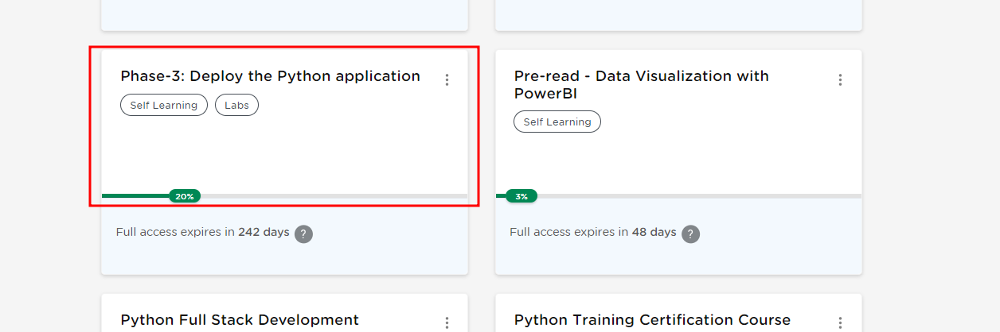 Phase-3: Deploy the Python application
Self Learning
Labs
20%
Full access expires in 242 days ?
Pre-read - Data Visualization with
PowerBI
Self Learning
3%
Full access expires in 48 days ?
Python Full Stack Development
Python Training Certification Course